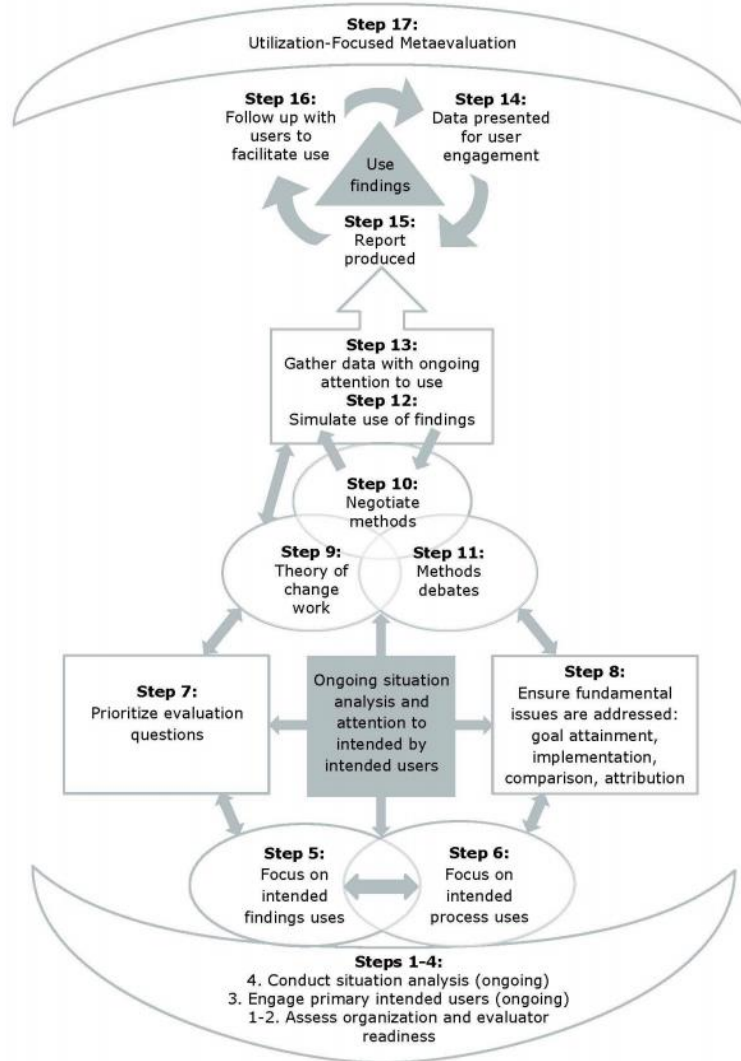 Step 17:
Utilization-Focused Metaevaluation
Step 16:
Follow up with
users to
facilitate use
Step 14:
Data presented
for user
engagement
Use
findings
Step 15:
Report
produced
Step 13:
Gather data with ongoing
attention to use
Step 12:
Simulate use of findings
Step 10:
Negotiate
methods
Step 9:
Theory of
change
work
Step 11:
Methods
debates
Step 7:
Prioritize evaluation
questions
Ongoing situation
analysis and
attention to
intended by
intended users
Step 8:
Ensure fundamental
issues are addressed:
goal attainment,
implementation,
comparison, attribution
Step 5:
Focus on
intended
findings uses
Step 6:
Focus on
intended
process uses
Steps 1-4:
4. Conduct situation analysis (ongoing)
3. Engage primary intended users (ongoing)
1-2. Assess organization and evaluator
readiness